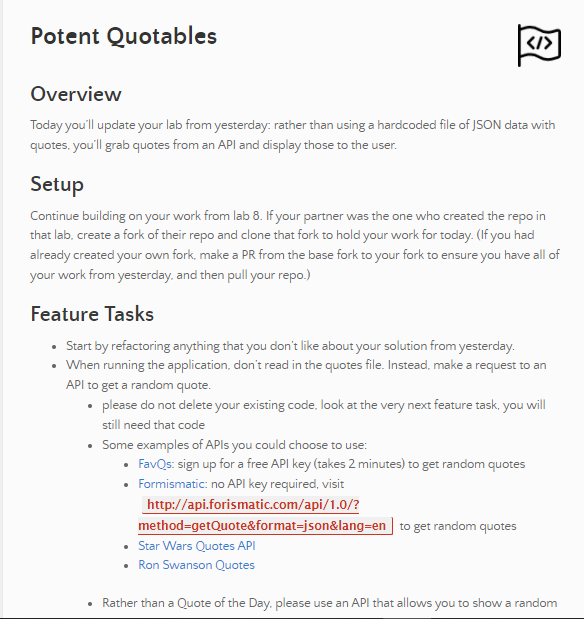 Potent Quotables
</>
Overview
Today you'll update your lab from yesterday: rather than using a hardcoded file of JSON data with
quotes, you'll grab quotes from an API and display those to the user.
Setup
Continue building on your work from lab 8. If your partner was the one who created the repo in
that lab, create a fork of their repo and clone that fork to hold your work for today. (If you had
already created your own fork, make a PR from the base fork to your fork to ensure you have all of
your work from yesterday, and then pull your repo.)
Feature Tasks
• Start by refactoring anything that you don't like about your solution from yesterday.
• When running the application, don't read in the quotes file. Instead, make a request to an
API to get a random quote.
• please do not delete your existing code, look at the very next feature task, you will
still need that code
• Some examples of APIs you could choose to use:
• FavQs: sign up for a free API key (takes 2 minutes) to get random quotes
• Formismatic: no API key required, visit
http://api.forismatic.com/api/1.0/?
method=getQuote&format=json&lang=en to get random quotes
• Star Wars Quotes API
• Ron Swanson Quotes
• Rather than a Quote of the Day, please use an API that allows you to show a random